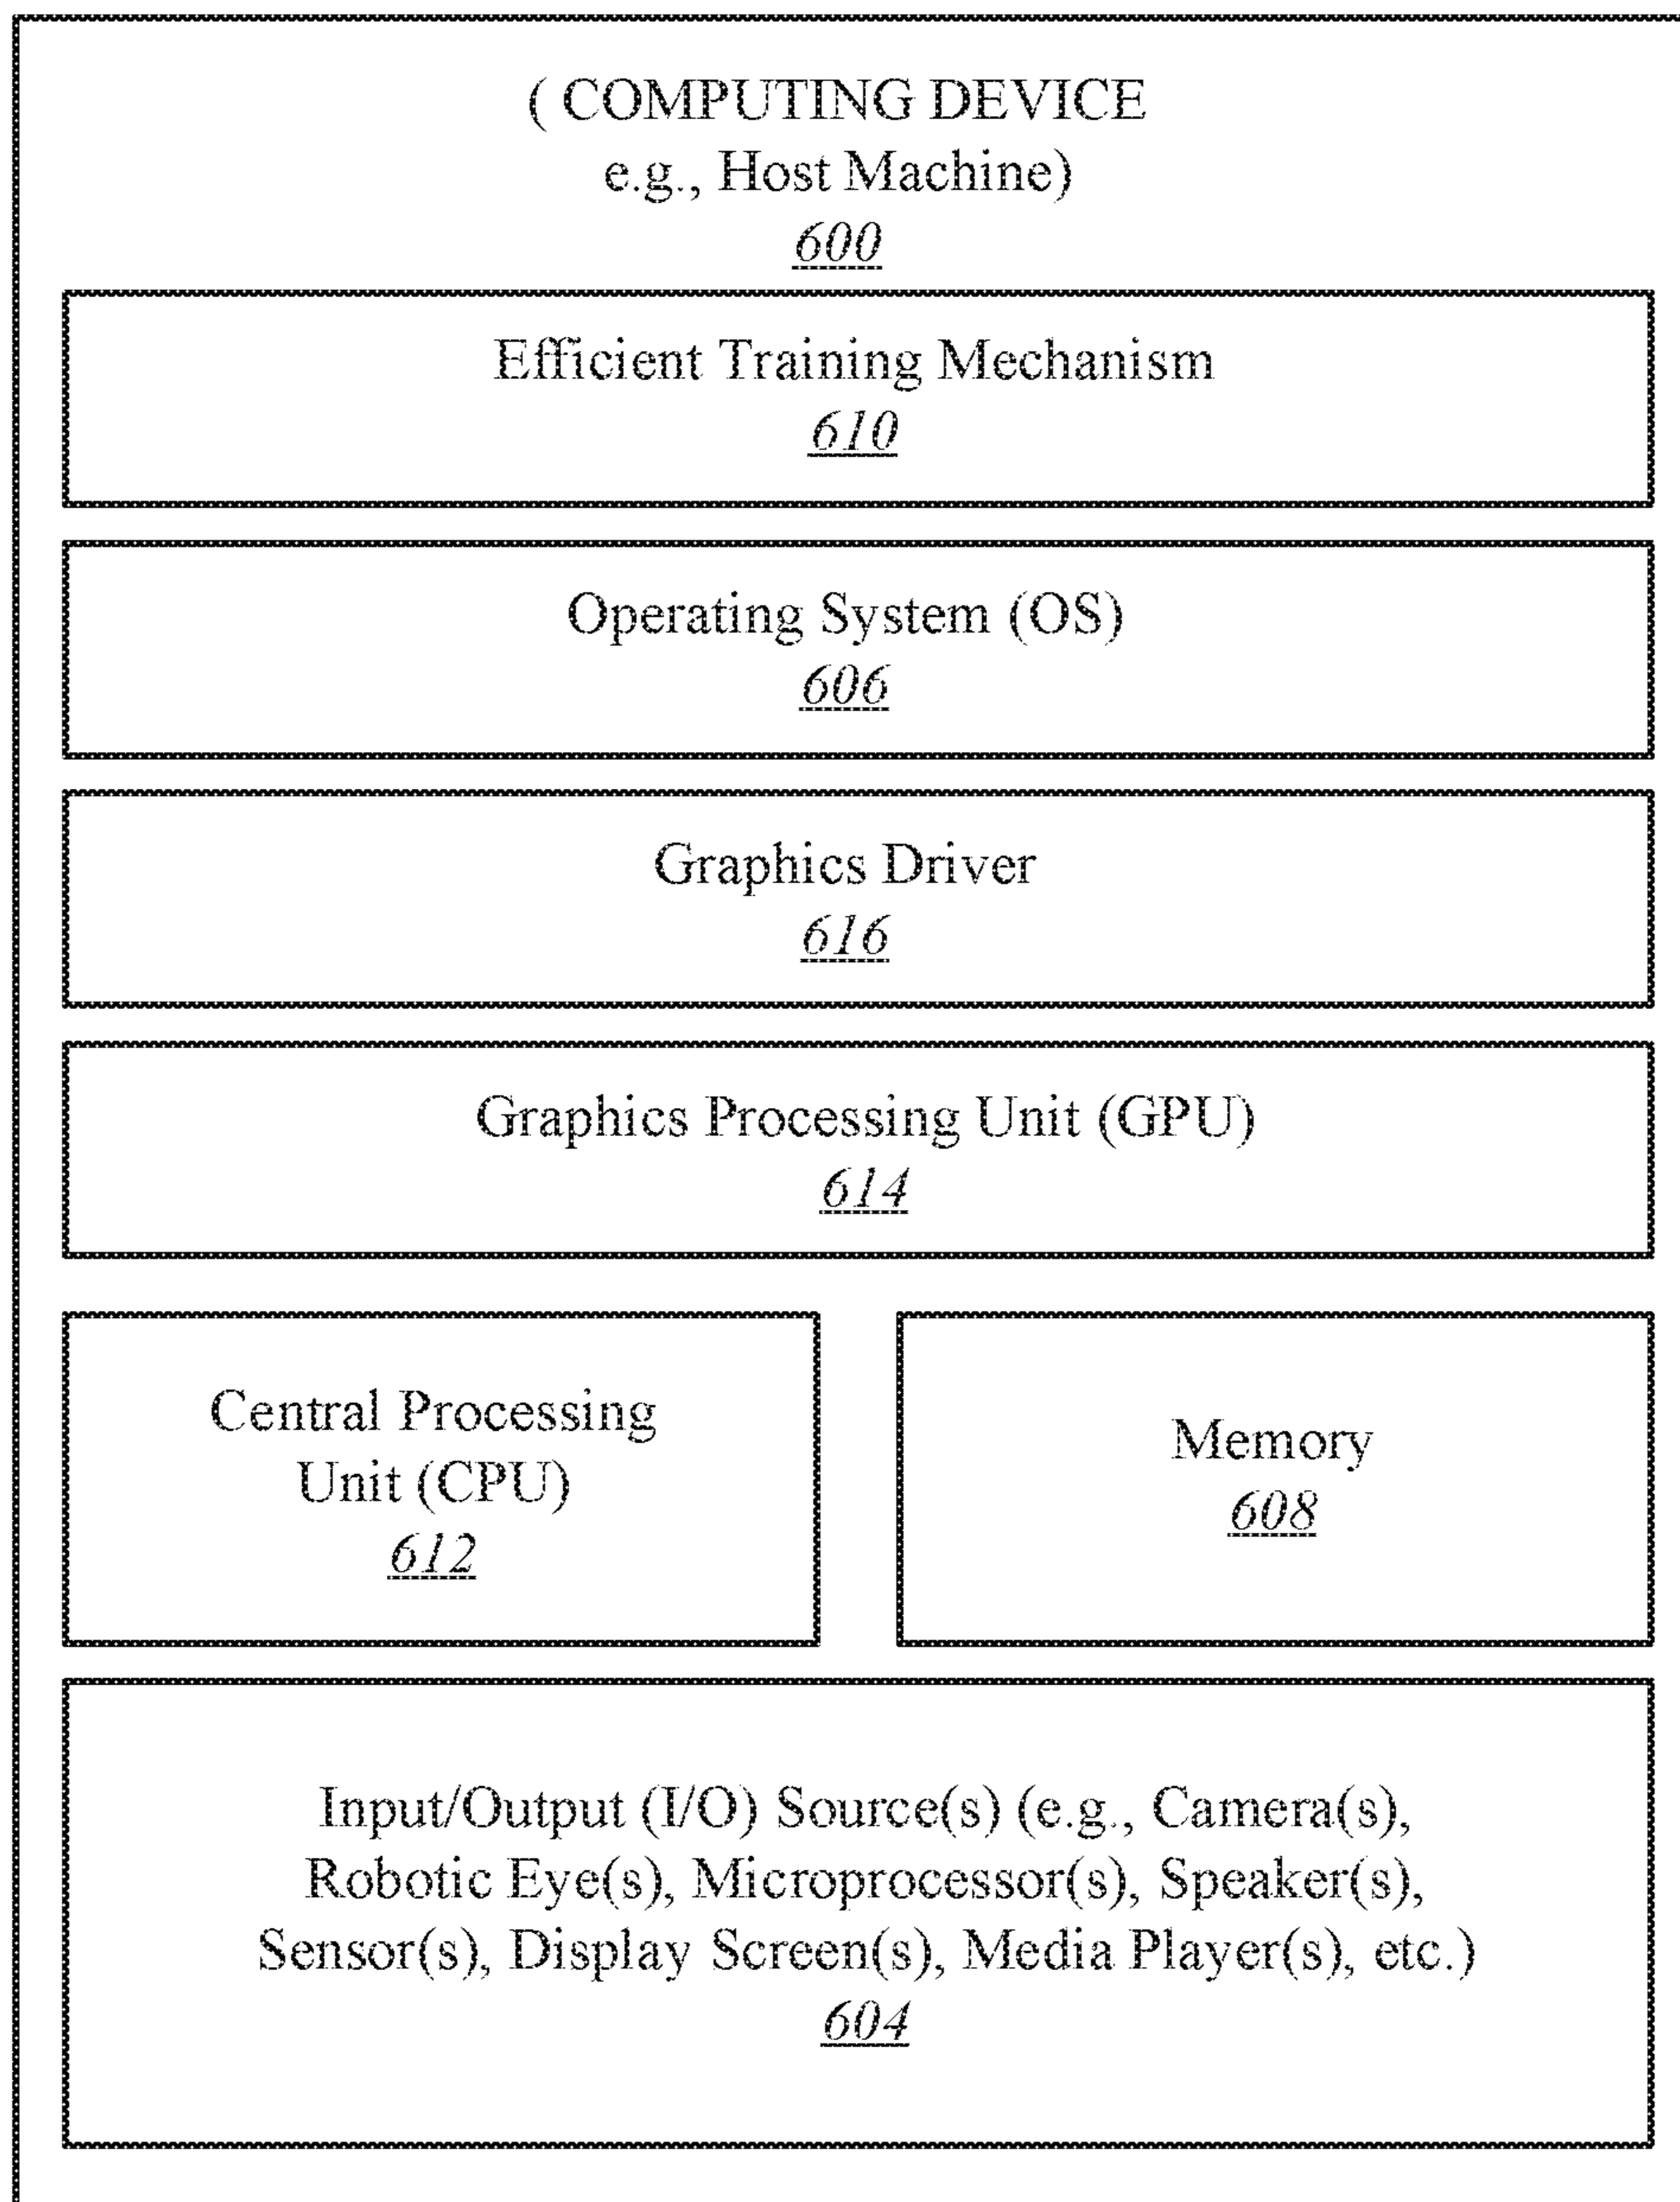 ( COMPUTING DEVICE
e.g., Host Machine)
600
Efficient Training Mechanism
610
Operating System (OS)
606
Graphics Driver
616
Graphics Processing Unit (GPU)
614
Central Processing
Unit (CPU)
612
Memory
608
Input/Output (I/O) Source(s) (e.g., Camera(s),
Robotic Eye(s), Microprocessor(s), Speaker(s),
Sensor(s), Display Screen(s), Media Player(s), etc.)
604